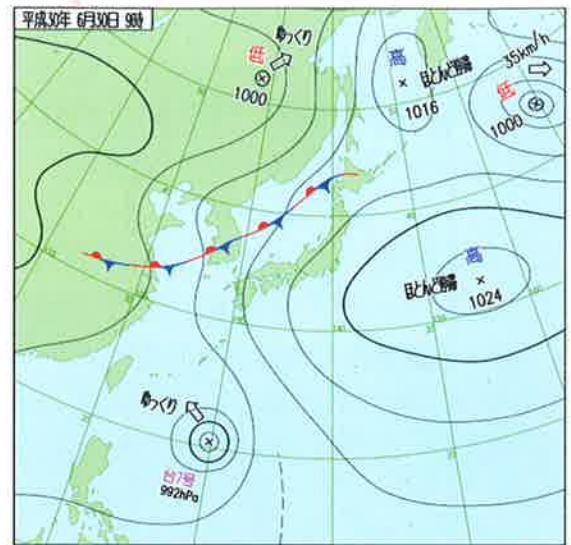 平成30年 6月30日 9時
ゆっくり
低
1000
高
ほとんど停滞
1016
35km/h
低
1000
高
ほとんど停滞
1024
ゆっくり
台7号
992hPa